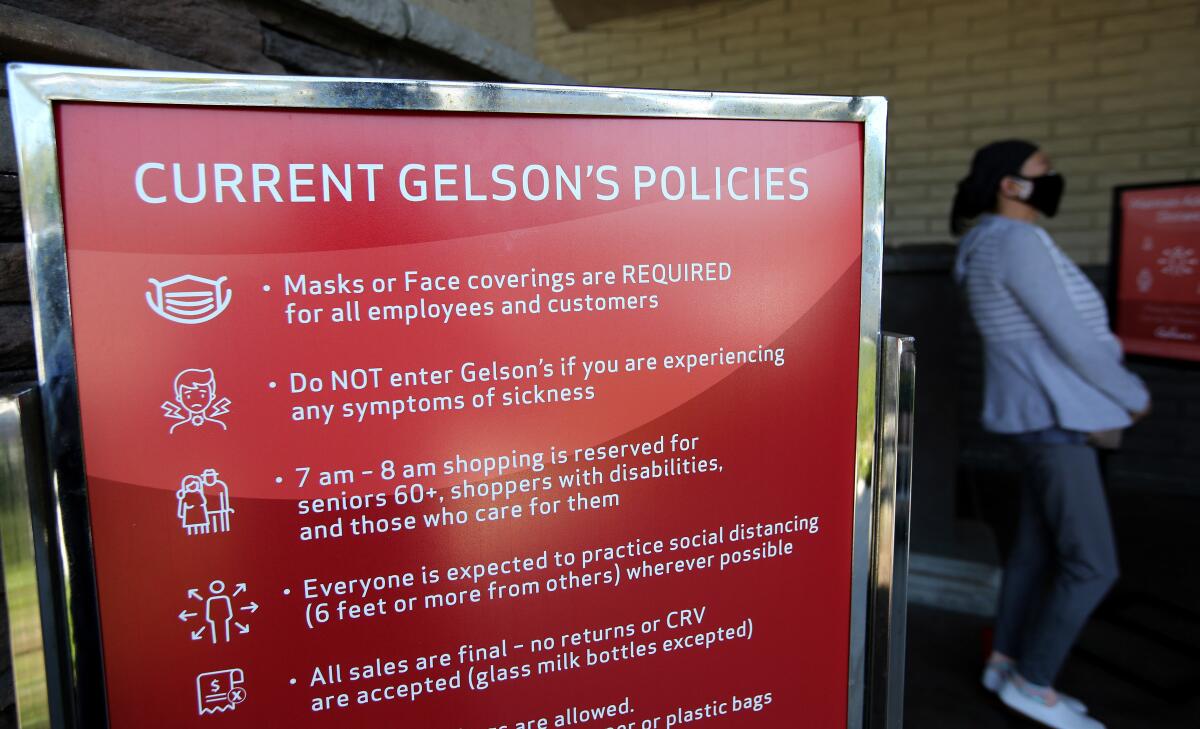 CURRENT GELSON'S POLICIES
• Masks or Face coverings are REQUIRED
for all employees and customers
• Do NOT enter Gelson's if you are experiencing
any symptoms of sickness
• 7 am – 8 am shopping is reserved for
seniors 60+, shoppers with disabilities,
and those who care for them
• Everyone is expected to practice social distancing
(6 feet or more from others) wherever possible
$
• All sales are final – no returns or CRV
are accepted (glass milk bottles excepted)
are allowed.
or plastic bags